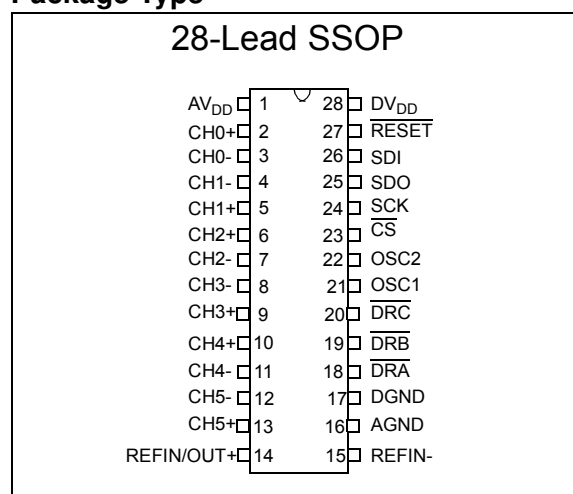 28-Lead SSOP
AVDD 1 28 DVDD
CH0+ 2 27 RESET
CH0- 3 26 SDI
CH1- 4 25 SDO
CH1+ 5 24 SCK
CH2+ 6 23 CS
CH2- 7 22 OSC2
CH3- 8 21 OSC1
CH3+ 9 20 DRC
CH4+ 10 19 DRB
CH4- 11 18 DRA
CH5- 12 17 DGND
CH5+ 13 16 AGND
REFIN/OUT+ 14 15 REFIN-